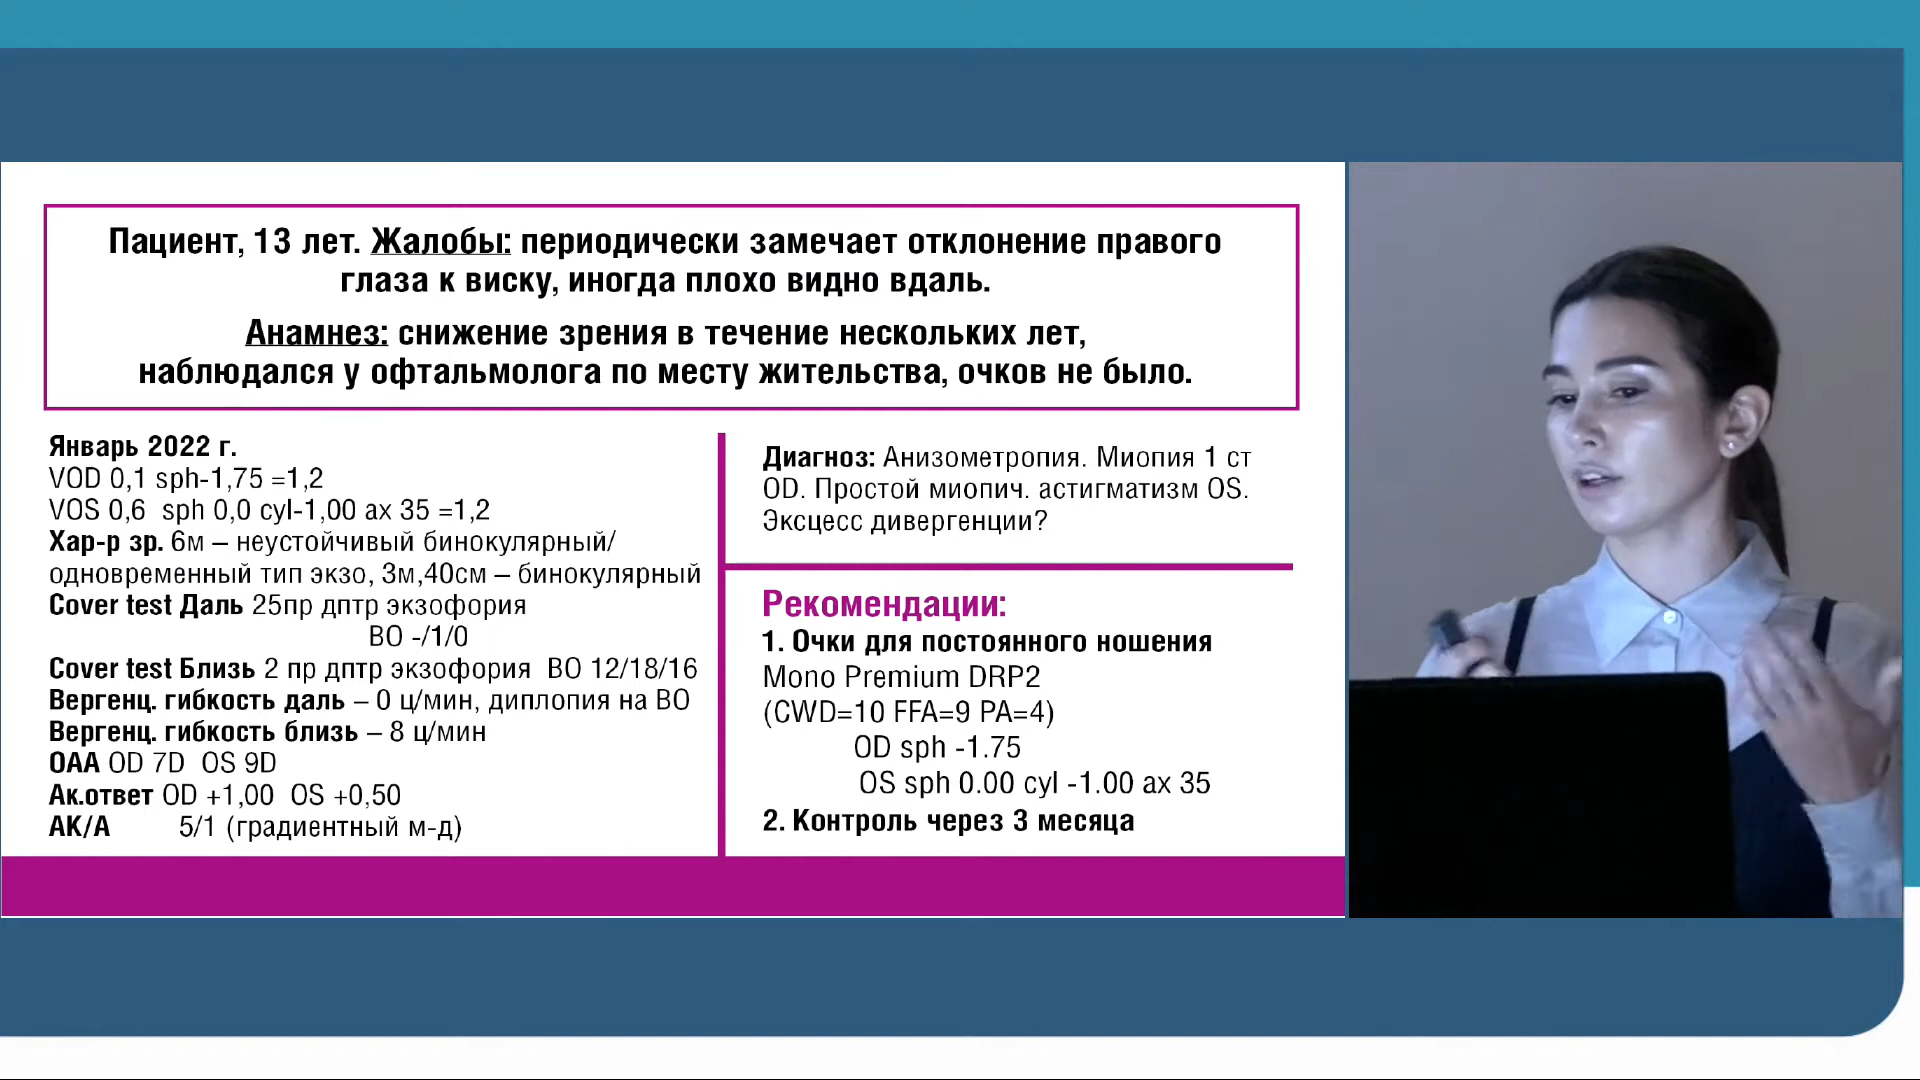 Пациент, 13 лет. Жалобы: периодически замечает отклонение правого
глаза к виску, иногда плохо видно вдаль.
Анамнез: снижение зрения в течение нескольких лет,
наблюдался у офтальмолога по месту жительства, очков не было.
Январь 2022 г.
VOD 0,1 sph-1,75 =1,2
VOS 0,6 sph 0,0 cyl-1,00 ax 35 =1,2
Хар-р зр. 6м – неустойчивый бинокулярный/
одновременный тип экзо, 3м,40см – бинокулярный
Cover test Даль 25пр дптр экзофория
ВО -/1/0
Cover test Близь 2 пр дптр экзофория ВО 12/18/16
Вергенц. гибкость даль – 0 ц/мин, диплопия на ВО
Вергенц. гибкость близь – 8 ц/мин
ОАА OD 7D OS 9D
Ак.ответ OD +1,00 OS +0,50
АК/А 5/1 (градиентный м-д)
Диагноз: Анизометропия. Миопия 1 ст
OD. Простой миопич. астигматизм OS.
Эксцесс дивергенции?
Рекомендации:
1. Очки для постоянного ношения
Mono Premium DRP2
(CWD=10 FFA=9 PA=4)
OD sph -1.75
OS sph 0.00 cyl -1.00 ax 35
2. Контроль через 3 месяца